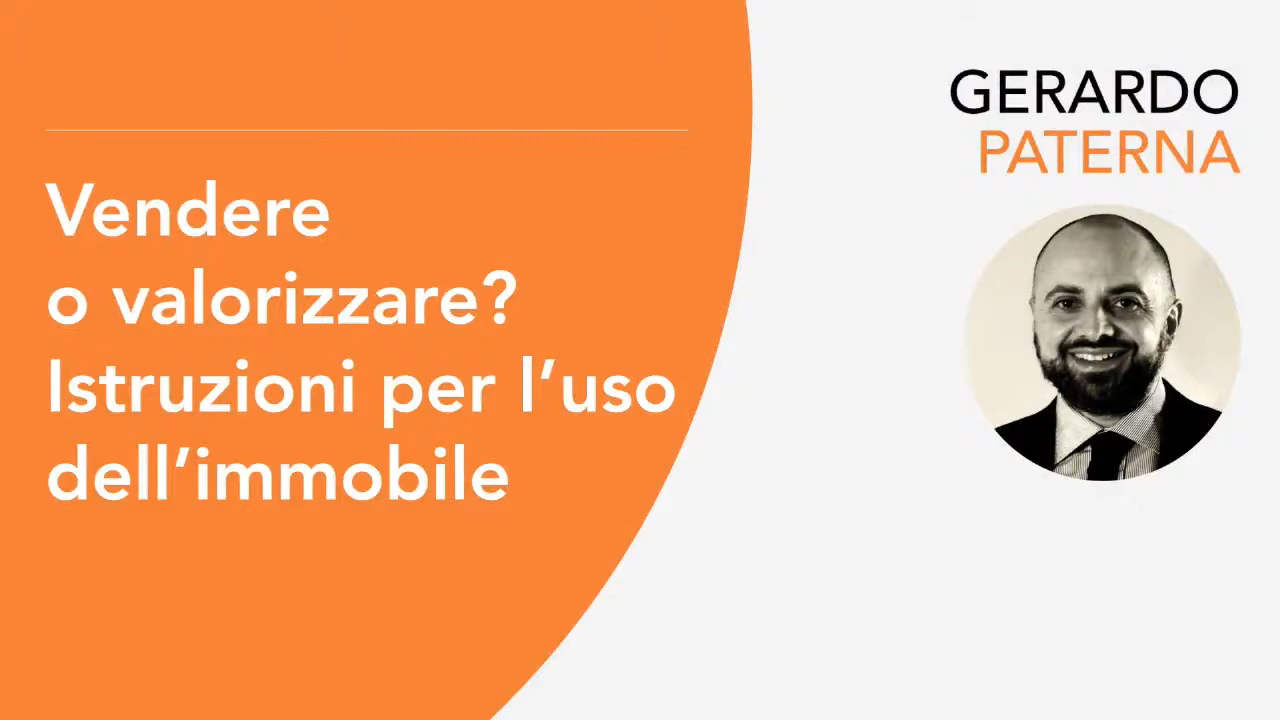 Vendere
o valorizzare?
Istruzioni per l’uso
dell’immobile
GERARDO
PATERNA